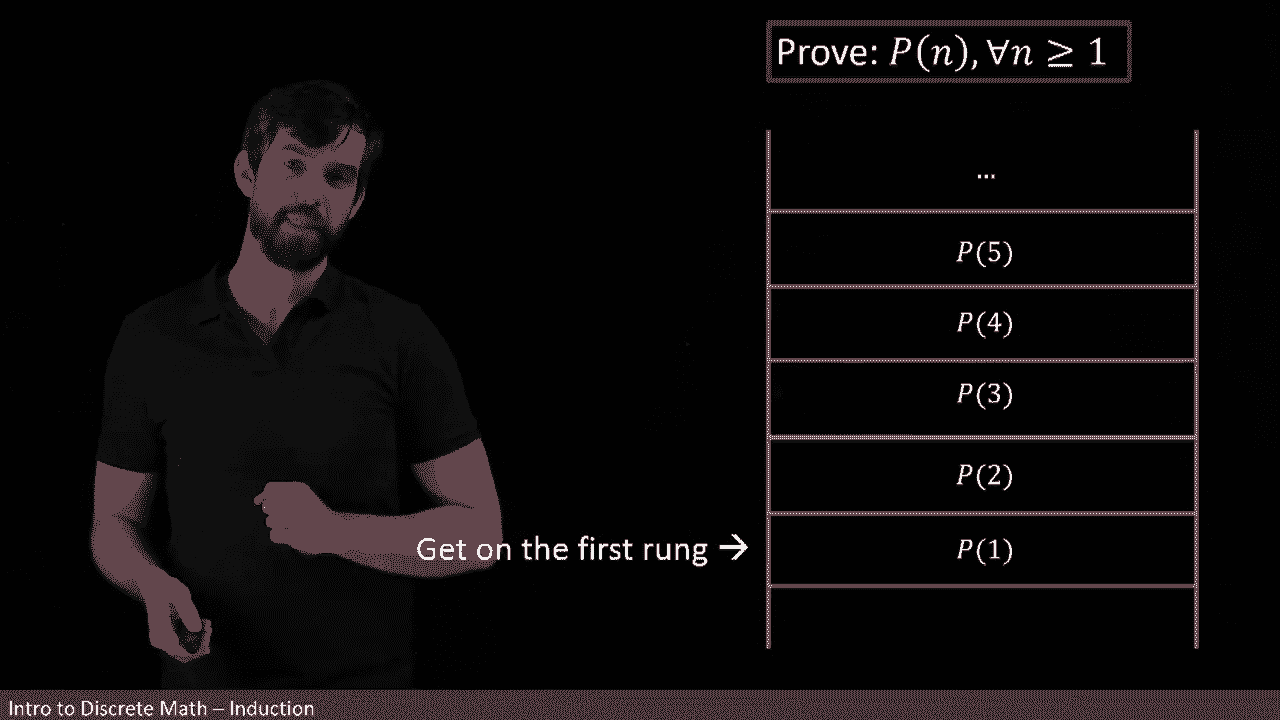 Prove: P(n), ∀n ≥ 1
...
P(5)
P(4)
P(3)
P(2)
Get on the first rung → P(1)
Intro to Discrete Math – Induction